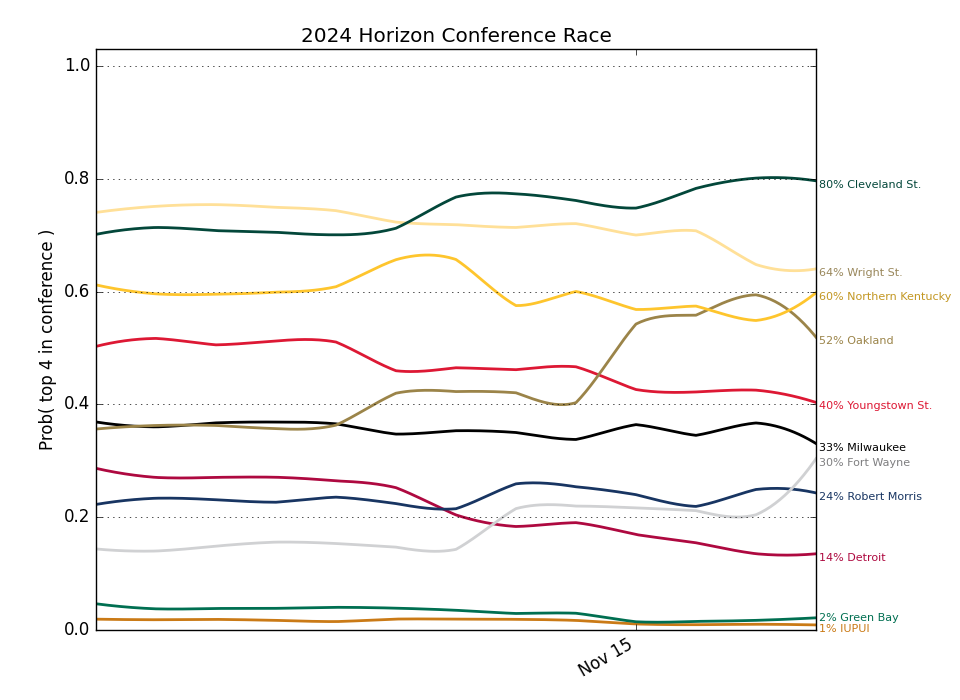 2024 Horizon Conference Race
Prob( top 4 in conference )
1.0
0.8
0.6
0.4
0.2
0.0
Nov 15
80% Cleveland St.
64% Wright St.
60% Northern Kentucky
52% Oakland
40% Youngstown St.
33% Milwaukee
30% Fort Wayne
24% Robert Morris
14% Detroit
2% Green Bay
1% IUPUI